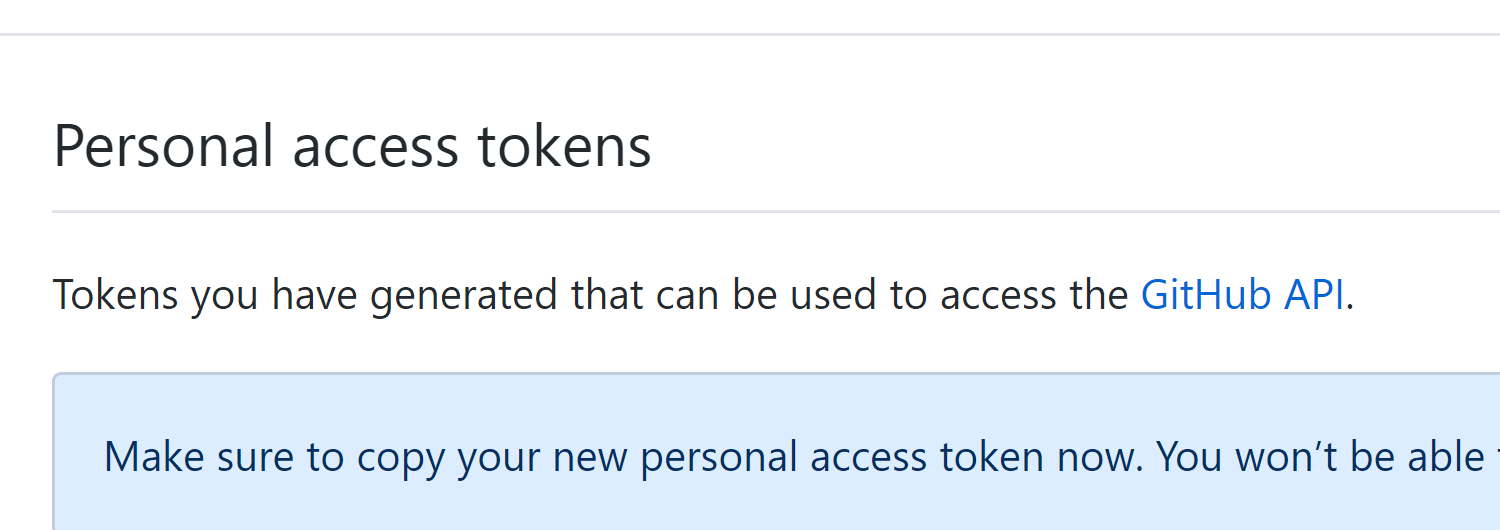 Personal access tokens
Tokens you have generated that can be used to access the GitHub API.
Make sure to copy your new personal access token now. You won’t be able